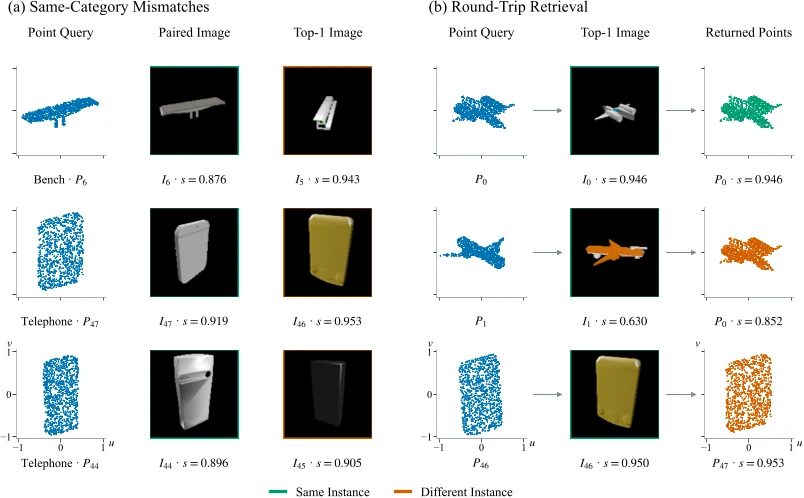 (a) Same-Category Mismatches
Point Query Paired Image Top-1 Image
Bench · P6 I6 · s = 0.876 I5 · s = 0.943
Telephone · P47 I47 · s = 0.919 I46 · s = 0.953
v
1
0
−1
−1 0 1 u
Telephone · P44 I44 · s = 0.896 I45 · s = 0.905
(b) Round-Trip Retrieval
Point Query Top-1 Image Returned Points
P0 I0 · s = 0.946 P0 · s = 0.946
P1 I1 · s = 0.630 P0 · s = 0.852
v
1
0
−1
−1 0 1 u
v
1
0
−1
−1 0 1 u
P46 I46 · s = 0.950 P47 · s = 0.953
Same Instance Different Instance